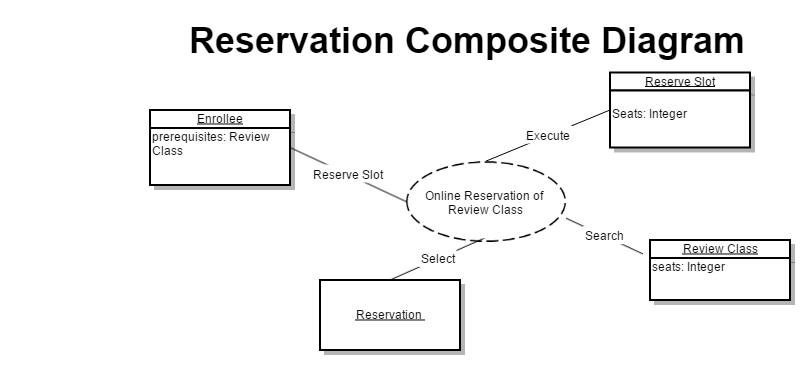 Reservation Composite Diagram
Reserve Slot
Seats: Integer
Enrollee
prerequisites: Review
Class
Execute
Reserve Slot
Online Reservation of
Review Class
Search
Review Class
seats: Integer
Select
Reservation